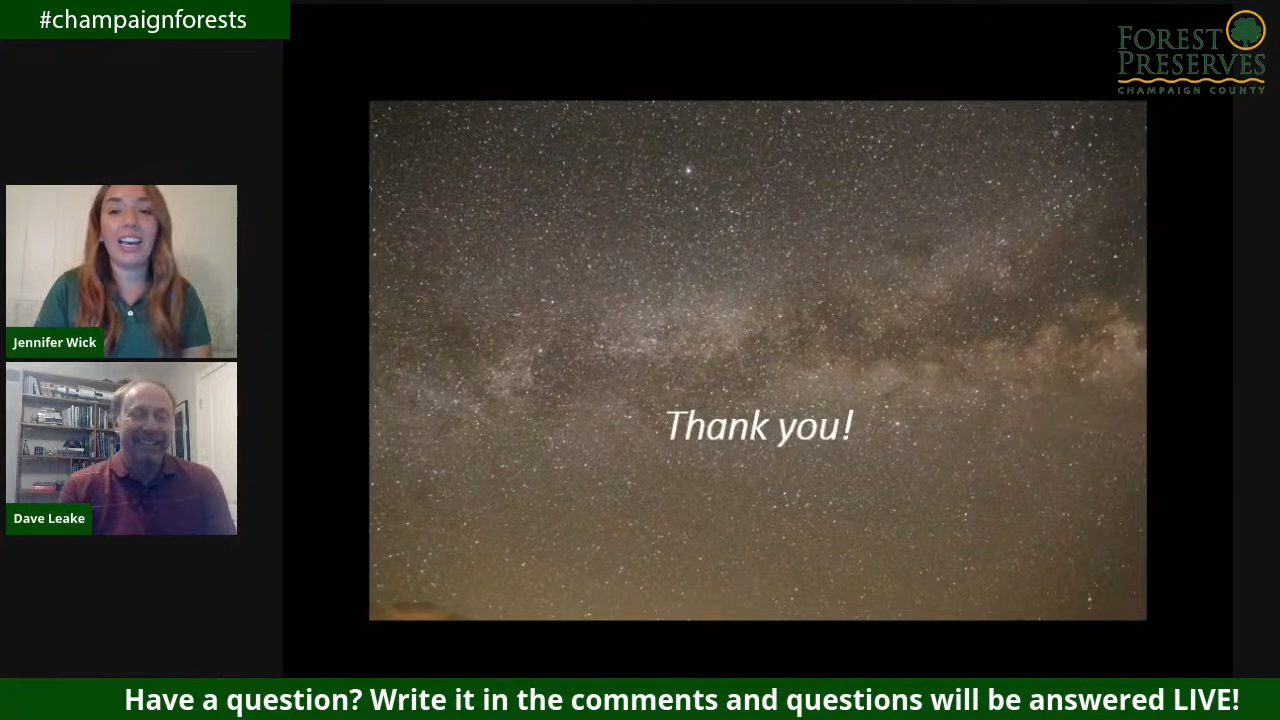 #champaignforests
FOREST
PRESERVES
CHAMPAIGN COUNTY
Jennifer Wick
Thank you!
Dave Leake
Have a question? Write it in the comments and questions will be answered LIVE!